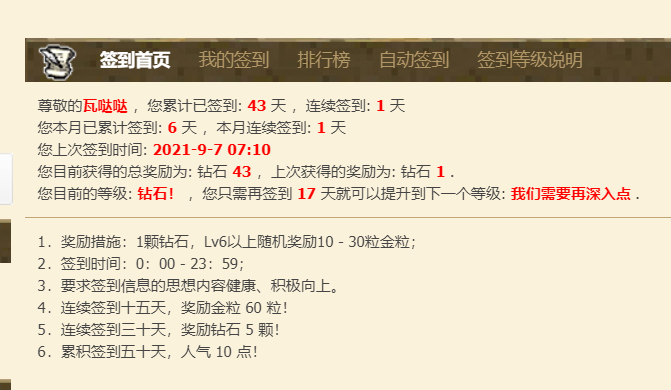 签到首页 我的签到 排行榜 自动签到 签到等级说明
尊敬的瓦哒哒 ，您累计已签到: 43 天 ，连续签到: 1 天
您本月已累计签到: 6 天 ，本月连续签到: 1 天
您上次签到时间: 2021-9-7 07:10
您目前获得的总奖励为: 钻石 43 ，上次获得的奖励为: 钻石 1 .
您目前的等级: 钻石！ ，您只需再签到 17 天就可以提升到下一个等级: 我们需要再深入点 .
1．奖励措施：1颗钻石，Lv6以上随机奖励10 - 30粒金粒；
2．签到时间：0：00 - 23：59；
3．要求签到信息的思想内容健康、积极向上。
4．连续签到十五天，奖励金粒 60 粒！
5．连续签到三十天，奖励钻石 5 颗！
6．累积签到五十天，人气 10 点！